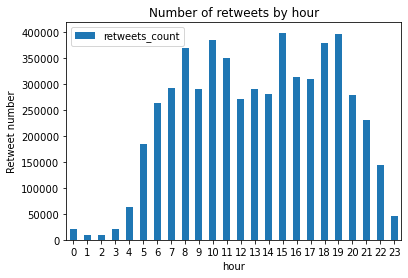 Number of retweets by hour
retweets_count
400000
350000
300000
250000
200000
150000
100000
50000
0
Retweet number
0 1 2 3 4 5 6 7 8 9 10 11 12 13 14 15 16 17 18 19 20 21 22 23
hour